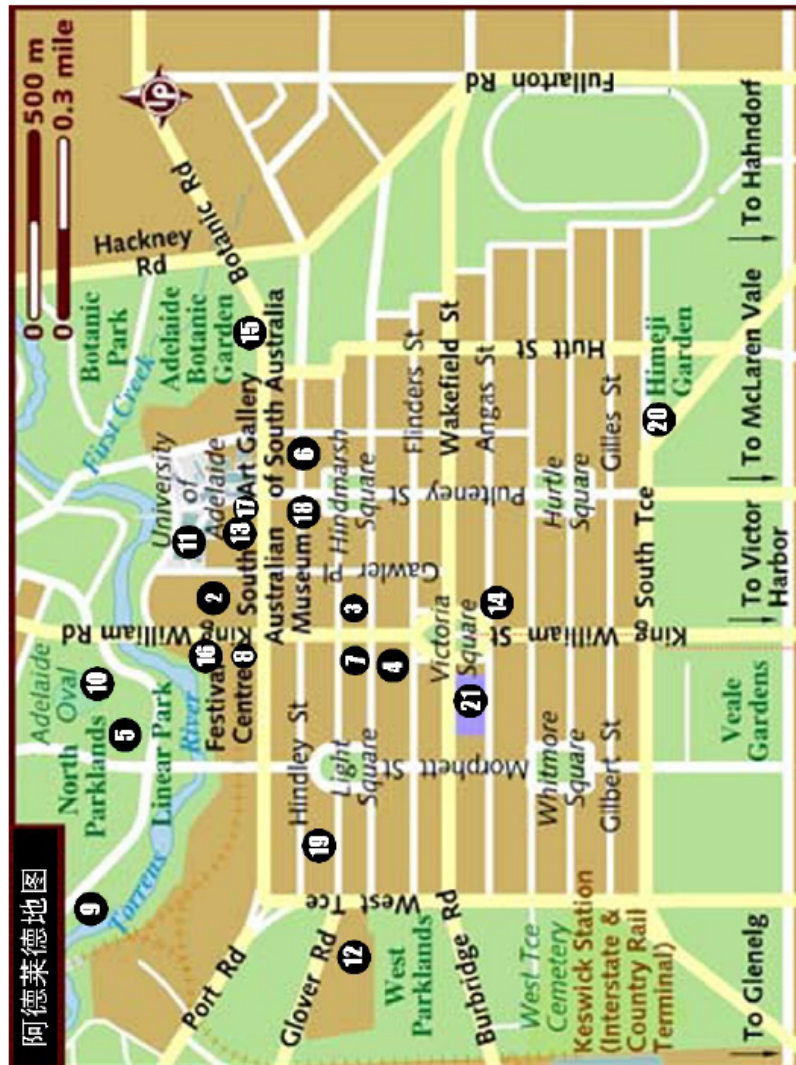 阿德莱德地图
0 500 m
0 0.3 mile
LP
Adelaide
Oval
North
Parklands
Linear Park
Torrens
River
First Creek
Botanic
Park
Adelaide
Botanic
Garden
Hackney
Rd
Botanic Rd
University
of
Adelaide
King William Rd
Festival
Centre
South
Australian
Museum
Art Gallery
of South Australia
Port Rd
Glover Rd
Hindley St
Light
Square
Hindmarsh
Square
Gawler Pl
Morphett St
West Tce
West
Parklands
Burbridge Rd
Victoria
Square
Pulteney St
Flinders St
Wakefield St
Angas St
Hutt St
Fullarton Rd
West Tce
Cemetery
Keswick Station
(Interstate &
Country Rail
Terminal)
Whitmore
Square
Hurtle
Square
Gilbert St
Gilles St
King William St
South Tce
Himeji
Garden
Veale
Gardens
To Glenelg
To Victor
Harbor
To McLaren Vale
To Hahndorf
9
5
10
16
8
2
11
13
17
15
12
19
7
4
3
18
6
21
14
20